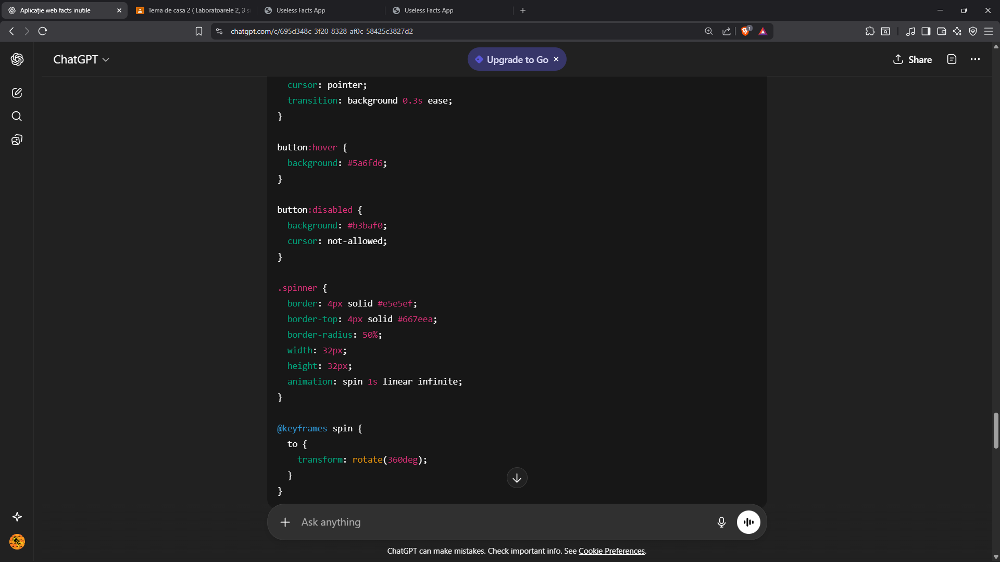 Aplicație web facts inutile
Tema de casa 2 ( Laboratoarele 2, 3 și
Useless Facts App
Useless Facts App
chatgpt.com/c/695d348c-3f20-8328-af0c-58425c3827d2
1
ChatGPT
Upgrade to Go
Share
cursor: pointer;
transition: background 0.3s ease;
}
button:hover {
background: #5a6fd6;
}
button:disabled {
background: #b3baf0;
cursor: not-allowed;
}
.spinner {
border: 4px solid #e5e5ef;
border-top: 4px solid #667eea;
border-radius: 50%;
width: 32px;
height: 32px;
animation: spin 1s linear infinite;
}
@keyframes spin {
to {
transform: rotate(360deg);
}
}
Ask anything
ChatGPT can make mistakes. Check important info. See Cookie Preferences.